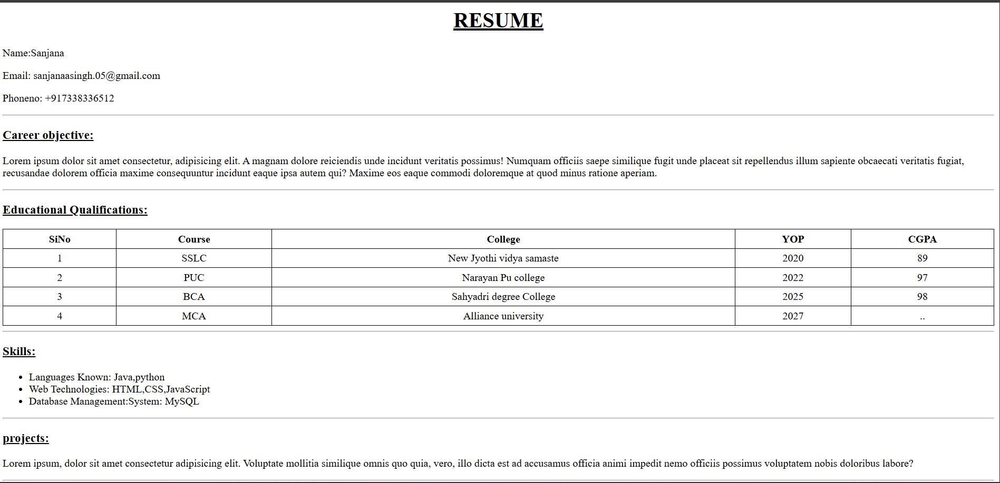 RESUME
Name:Sanjana
Email: sanjanaasingh.05@gmail.com
Phoneno: +917338336512
Career objective:
Lorem ipsum dolor sit amet consectetur, adipisicing elit. A magnam dolore reiciendis unde incidunt veritatis possimus! Numquam officiis saepe similique fugit unde placeat sit repellendus illum sapiente obcaecati veritatis fugiat,
recusandae dolorem officia maxime consequuntur incidunt eaque ipsa autem qui? Maxime eos eaque commodi doloremque at quod minus ratione aperiam.
Educational Qualifications:
SiNo Course College YOP CGPA
1 SSLC New Jyothi vidya samaste 2020 89
2 PUC Narayan Pu college 2022 97
3 BCA Sahyadri degree College 2025 98
4 MCA Alliance university 2027 ..
Skills:
• Languages Known: Java,python
• Web Technologies: HTML,CSS,JavaScript
• Database Management:System: MySQL
projects:
Lorem ipsum, dolor sit amet consectetur adipisicing elit. Voluptate mollitia similique omnis quo quia, vero, illo dicta est ad accusamus officia animi impedit nemo officiis possimus voluptatem nobis doloribus labore?